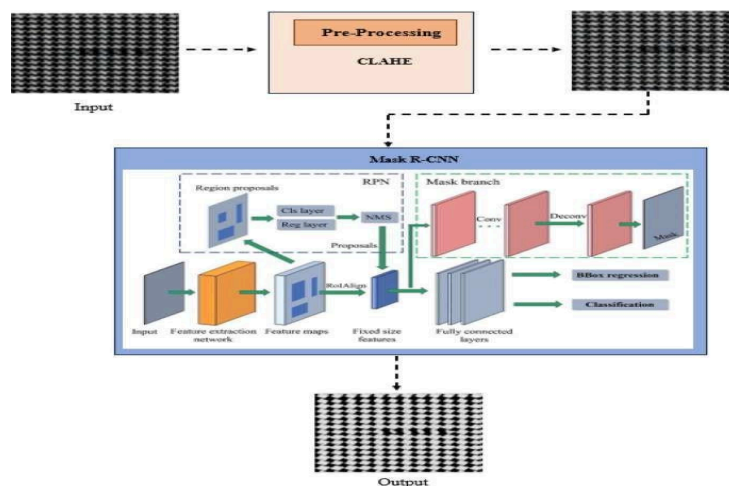 Pre-Processing
CLAHE
Input
Mask R-CNN
Region proposals
RPN
Mask branch
Cls layer
Reg layer
NMS
Conv
Deconv
Mask
Proposals
RoIAlign
BBox regression
Classification
Input
Feature extraction
network
Feature maps
Fixed size
features
Fully connected
layers
Output